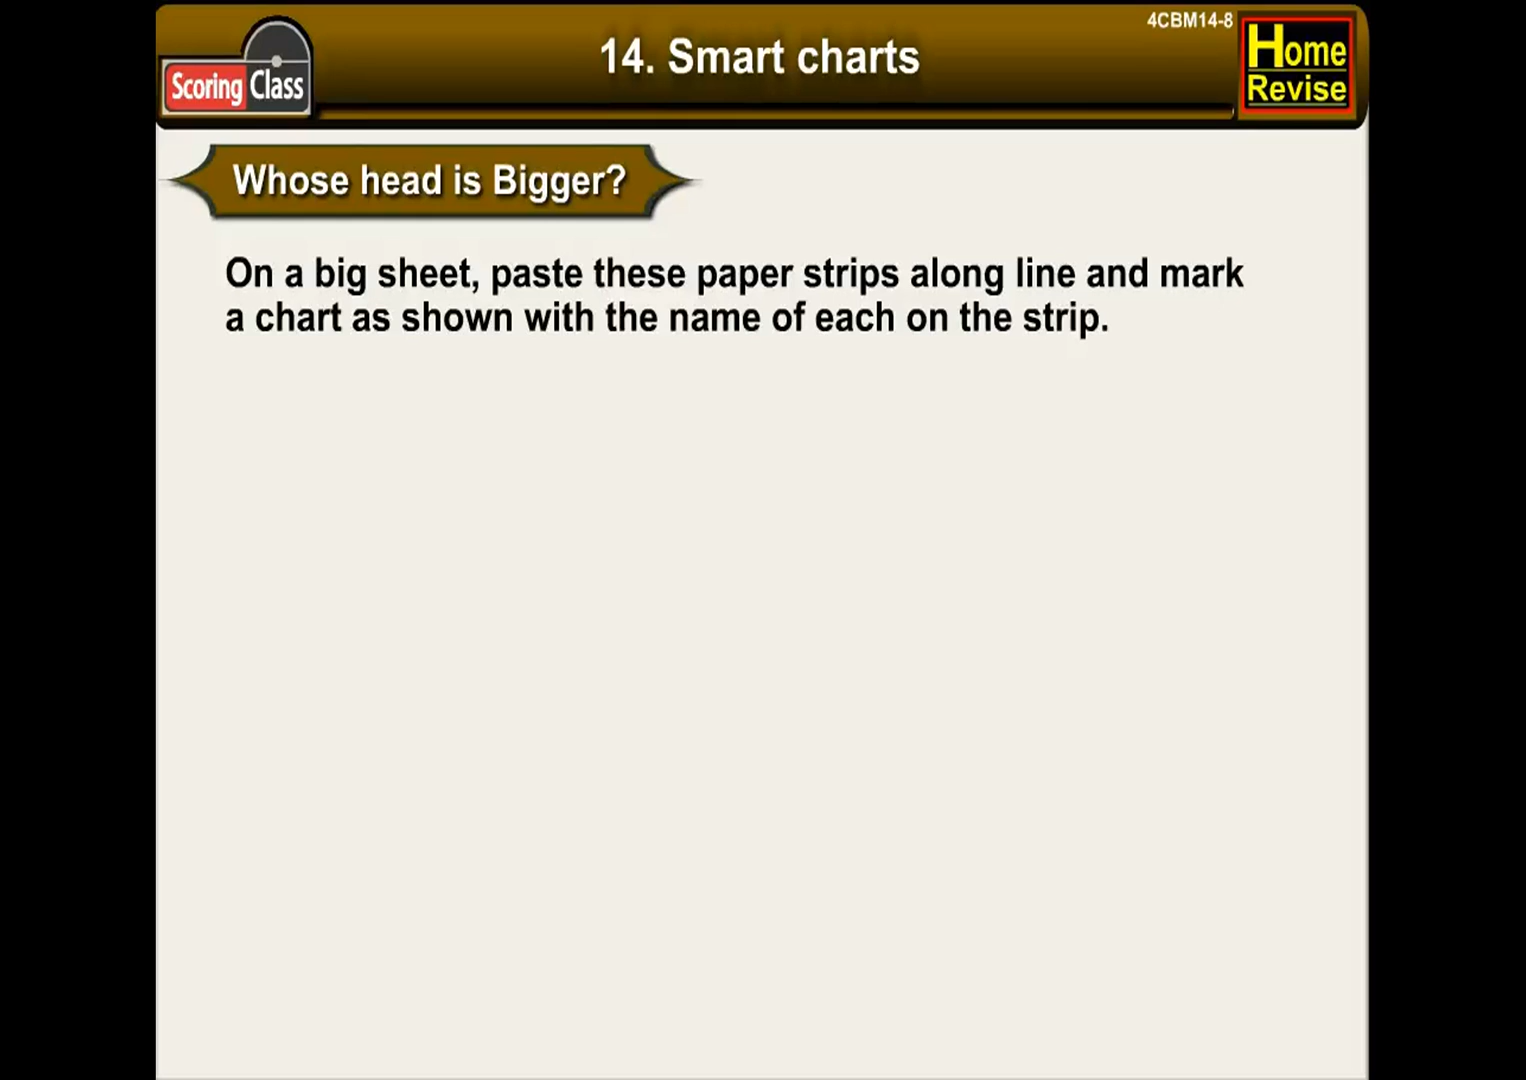 4CBM14-8
14. Smart charts
Scoring Class
Home
Revise
Whose head is Bigger?
On a big sheet, paste these paper strips along line and mark
a chart as shown with the name of each on the strip.